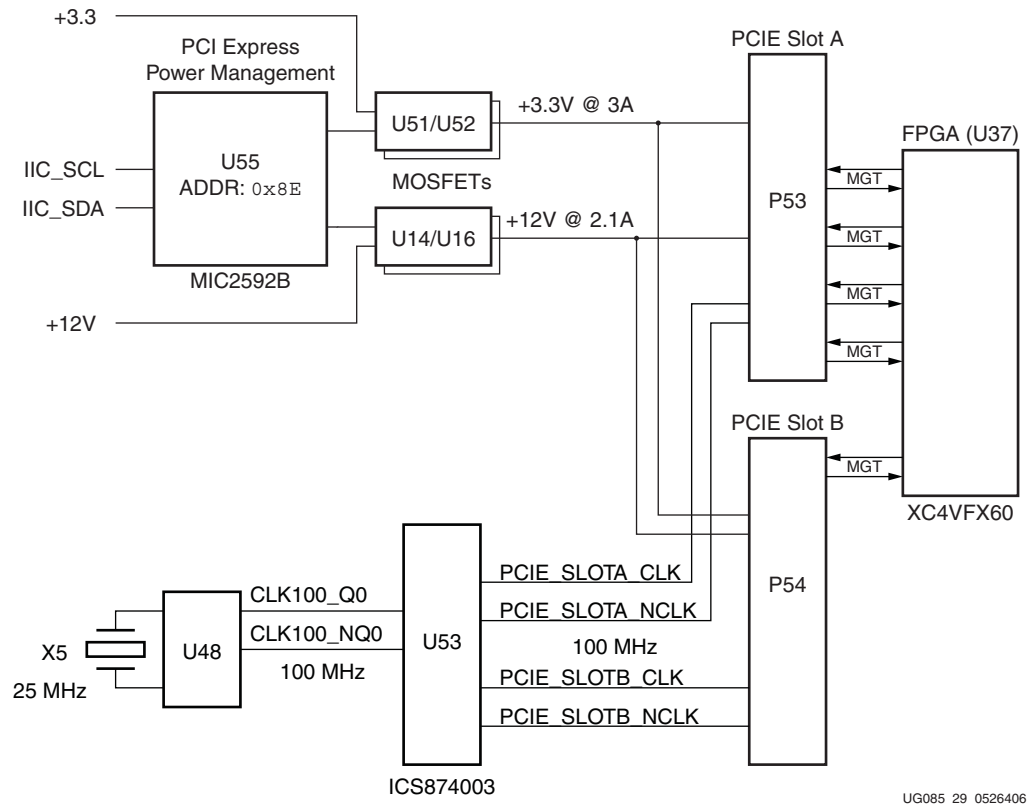 +3.3
PCI Express
Power Management
PCIE Slot A
U51/U52
+3.3V @ 3A
FPGA (U37)
IIC_SCL
IIC_SDA
U55
ADDR: 0x8E
MOSFETs
P53
MGT
MGT
MGT
MGT
U14/U16
+12V @ 2.1A
MIC2592B
+12V
PCIE Slot B
MGT
XC4VFX60
P54
X5
25 MHz
U48
CLK100_Q0
CLK100_NQ0
100 MHz
U53
PCIE_SLOTA_CLK
PCIE_SLOTA_NCLK
100 MHz
PCIE_SLOTB_CLK
PCIE_SLOTB_NCLK
ICS874003
UG085_29_0526406